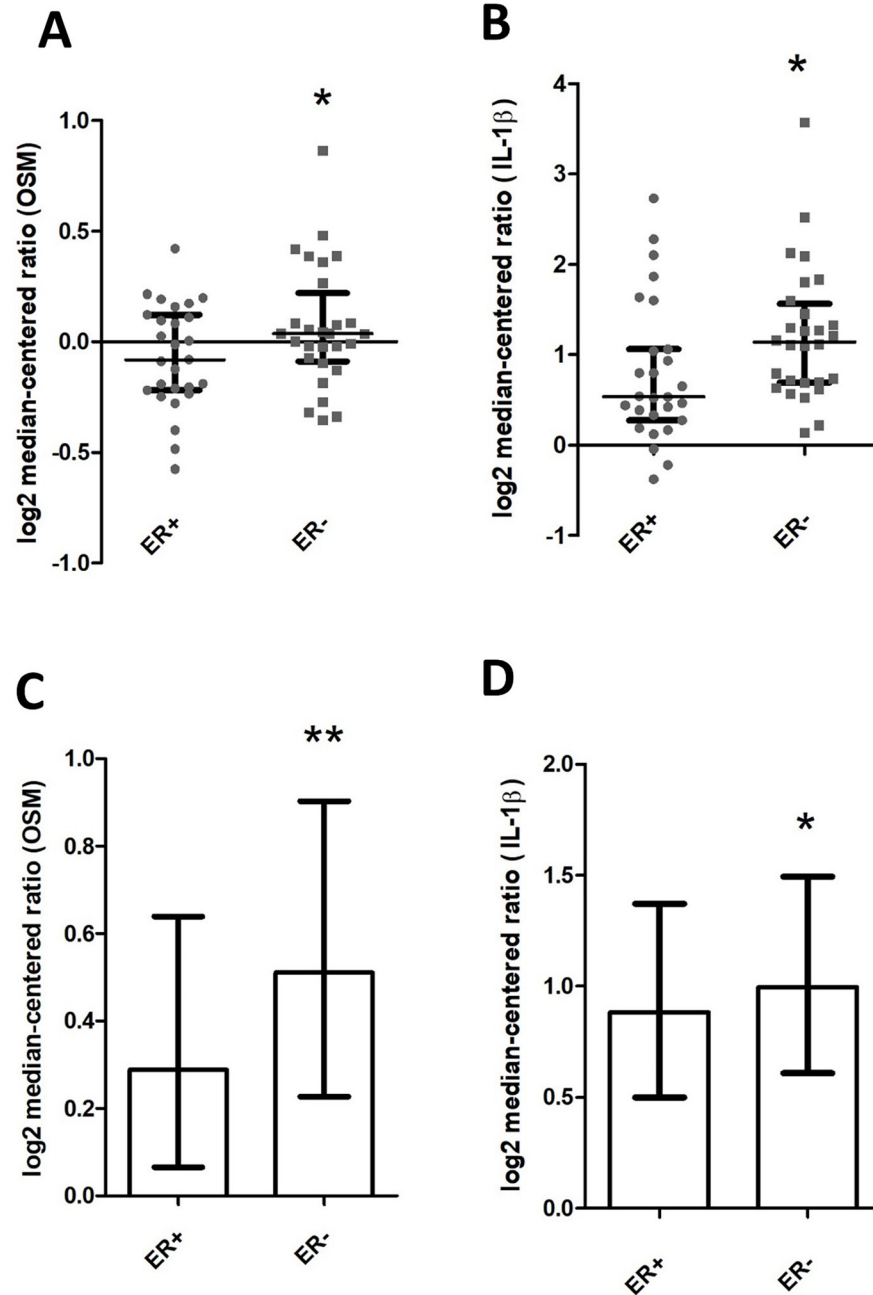 A
*
log2 median-centered ratio (OSM)
1.0
0.5
0.0
-0.5
-1.0
ER+
ER-
B
*
log2 median-centered ratio (IL-1β)
4
3
2
1
0
-1
ER+
ER-
C
**
log2 median-centered ratio (OSM)
1.0
0.8
0.6
0.4
0.2
0.0
ER+
ER-
D
*
log2 median-centered ratio (IL-1β)
2.0
1.5
1.0
0.5
0.0
ER+
ER-